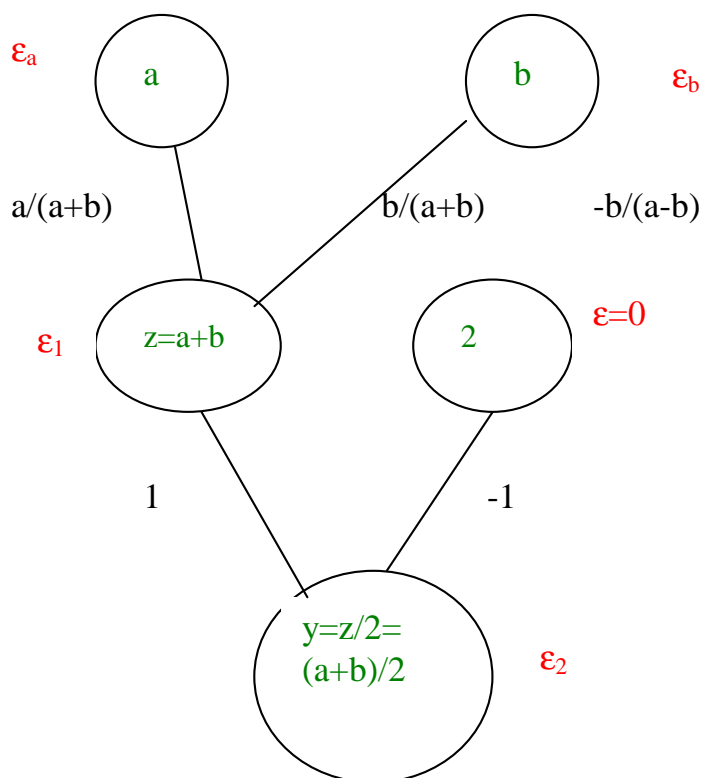 εa
a
b
εb
a/(a+b)
b/(a+b)
-b/(a-b)
ε1
z=a+b
2
ε=0
1
-1
y=z/2=
(a+b)/2
ε2